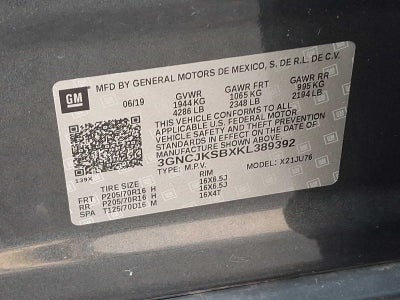 GM
MFD BY GENERAL MOTORS DE MEXICO, S. DE R.L. DE C.V.
06/19 GVWR GAWR FRT GAWR RR
1944 KG 1065 KG 995 KG
4286 LB 2348 LB 2194 LB
THIS VEHICLE CONFORMS TO ALL
APPLICABLE U.S. FEDERAL MOTOR
VEHICLE SAFETY AND THEFT PREVENTION
STANDARDS IN EFFECT ON THE DATE OF
MANUFACTURE SHOWN ABOVE.
3GNCJKSBXKL389392
TYPE: M.P.V. MODEL: X21JU76
139X
TIRE SIZE RIM
FRT P205/70R16 H 16X6.5J
RR P205/70R16 H 16X6.5J
SPA T125/70D16 M 16X4T